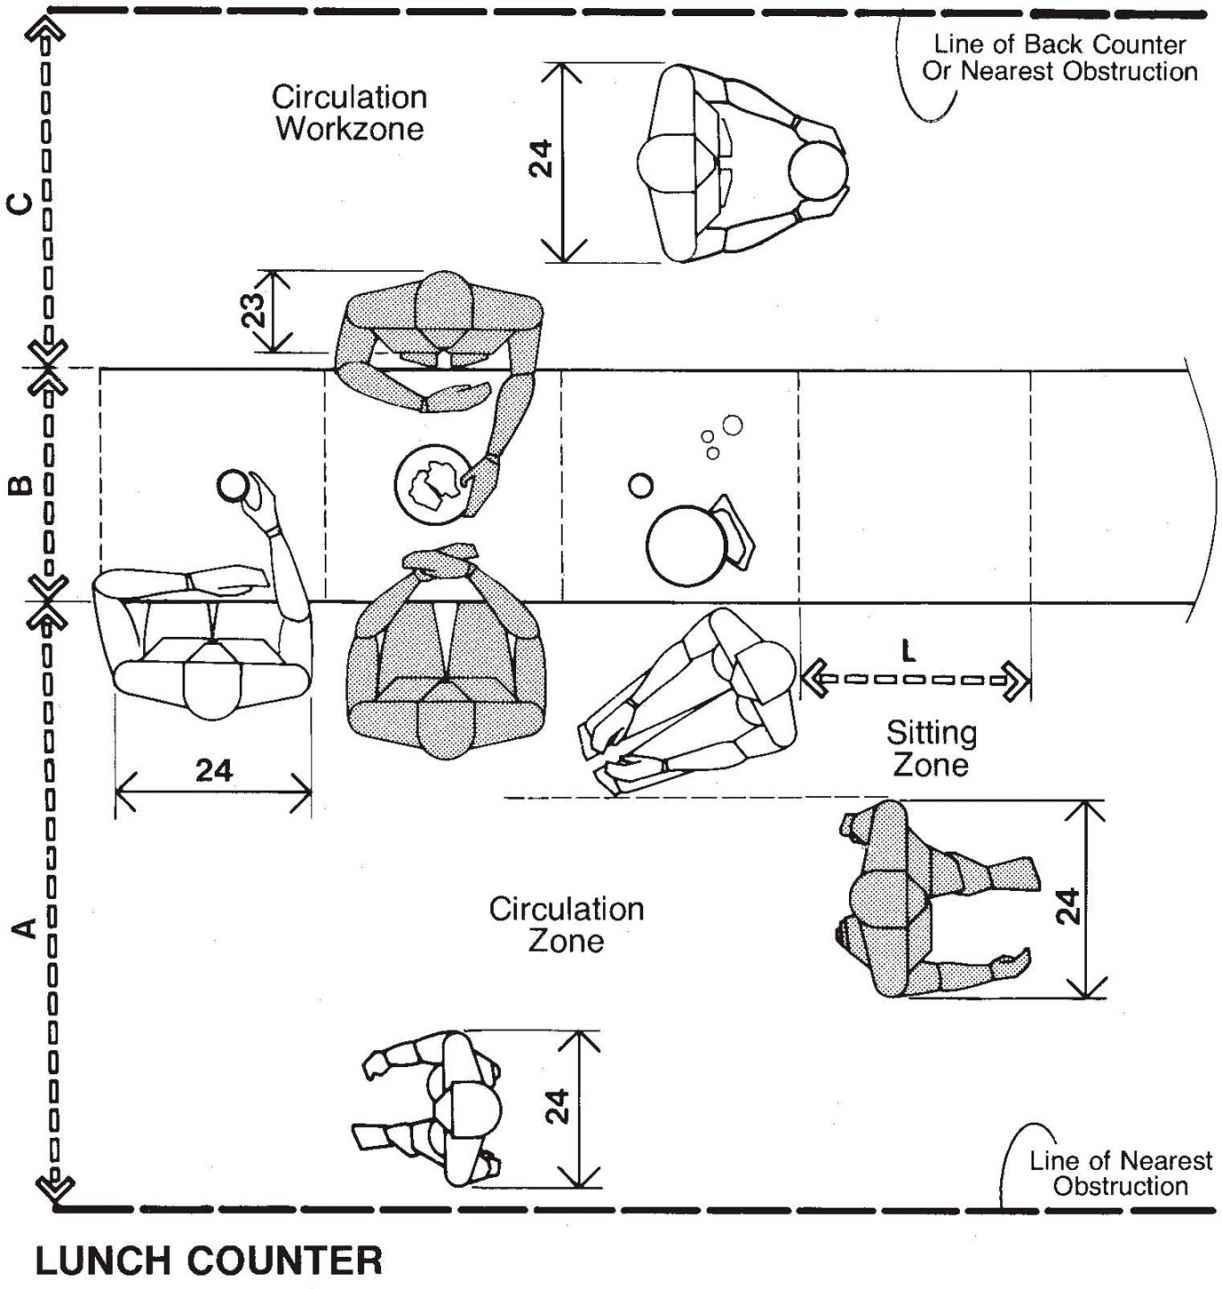 Line of Back Counter
Or Nearest Obstruction
Circulation
Workzone
24
C
23
B
L
Sitting
Zone
24
A
Circulation
Zone
24
24
Line of Nearest
Obstruction
LUNCH COUNTER